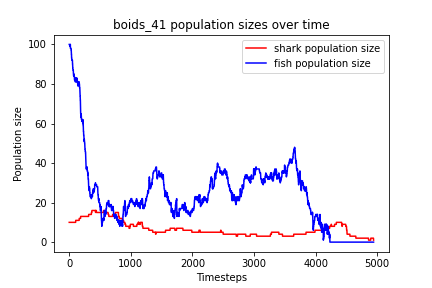 boids_41 population sizes over time
shark population size
fish population size
Population size
100
80
60
40
20
0
0 1000 2000 3000 4000 5000
Timesteps